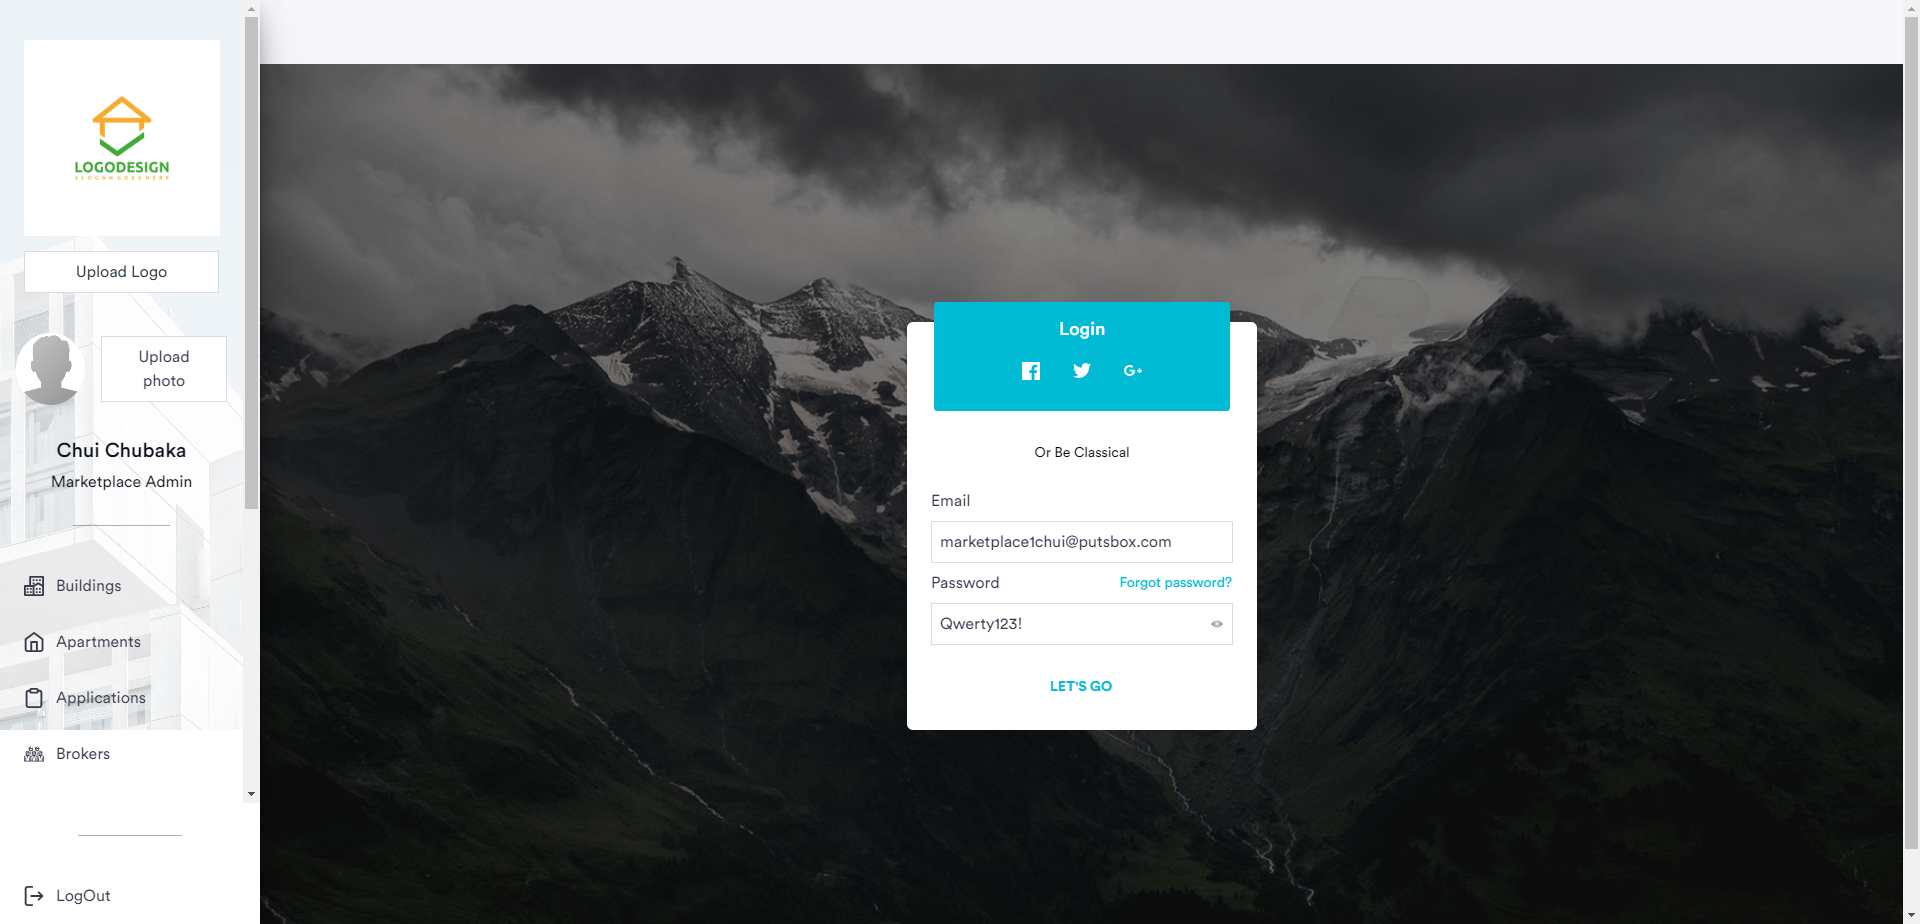 LOGODESIGN
SLOGANGOESHERE
Upload Logo
Upload
photo
Chui Chubaka
Marketplace Admin
Buildings
Apartments
Applications
Brokers
LogOut
Login
G+
Or Be Classical
Email
marketplace1chui@putsbox.com
Password Forgot password?
Qwerty123!
LET'S GO